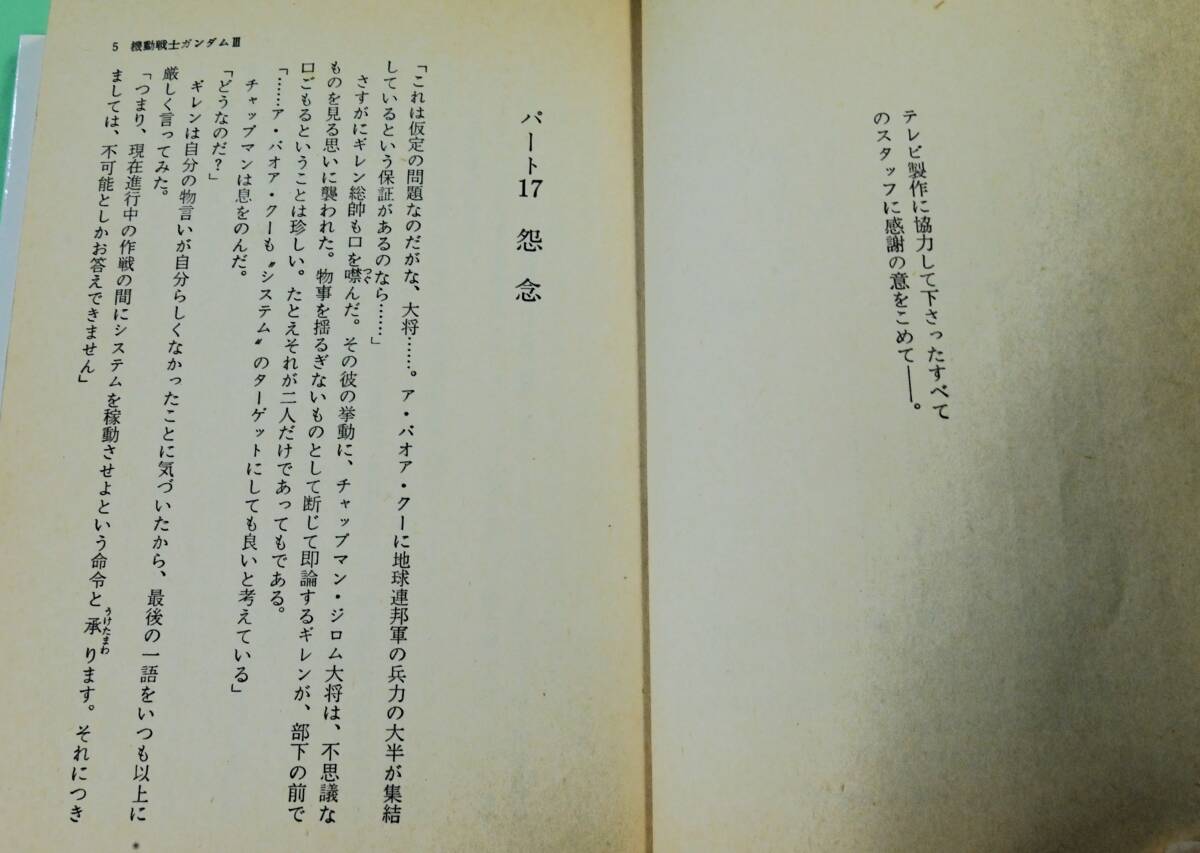 テレビ製作に協力して下さったすべて
のスタッフに感謝の意をこめて――。
5 機動戦士ガンダムⅢ
パート17 怨念
「これは仮定の問題なのだがな、大将……。ア・バオア・クーに地球連邦軍の兵力の大半が集結
しているという保証があるのなら……」
さすがにギレン総帥も口を噤んだ。その彼の挙動に、チャップマン・ジロム大将は、不思議な
つぐ
ものを見る思いに襲われた。物事を揺るぎないものとして断じて即論するギレンが、部下の前で
口ごもるということは珍しい。たとえそれが二人だけであってもである。
「……ア・バオア・クーも〝システム〟のターゲットにしても良いと考えている」
チャップマンは息をのんだ。
「どうなのだ？」
ギレンは自分の物言いが自分らしくなかったことに気づいたから、最後の一語をいつも以上に
厳しく言ってみた。
「つまり、現在進行中の作戦の間にシステムを稼動させよという命令と承ります。それにつき
うけたまわ
ましては、不可能としかお答えできません」